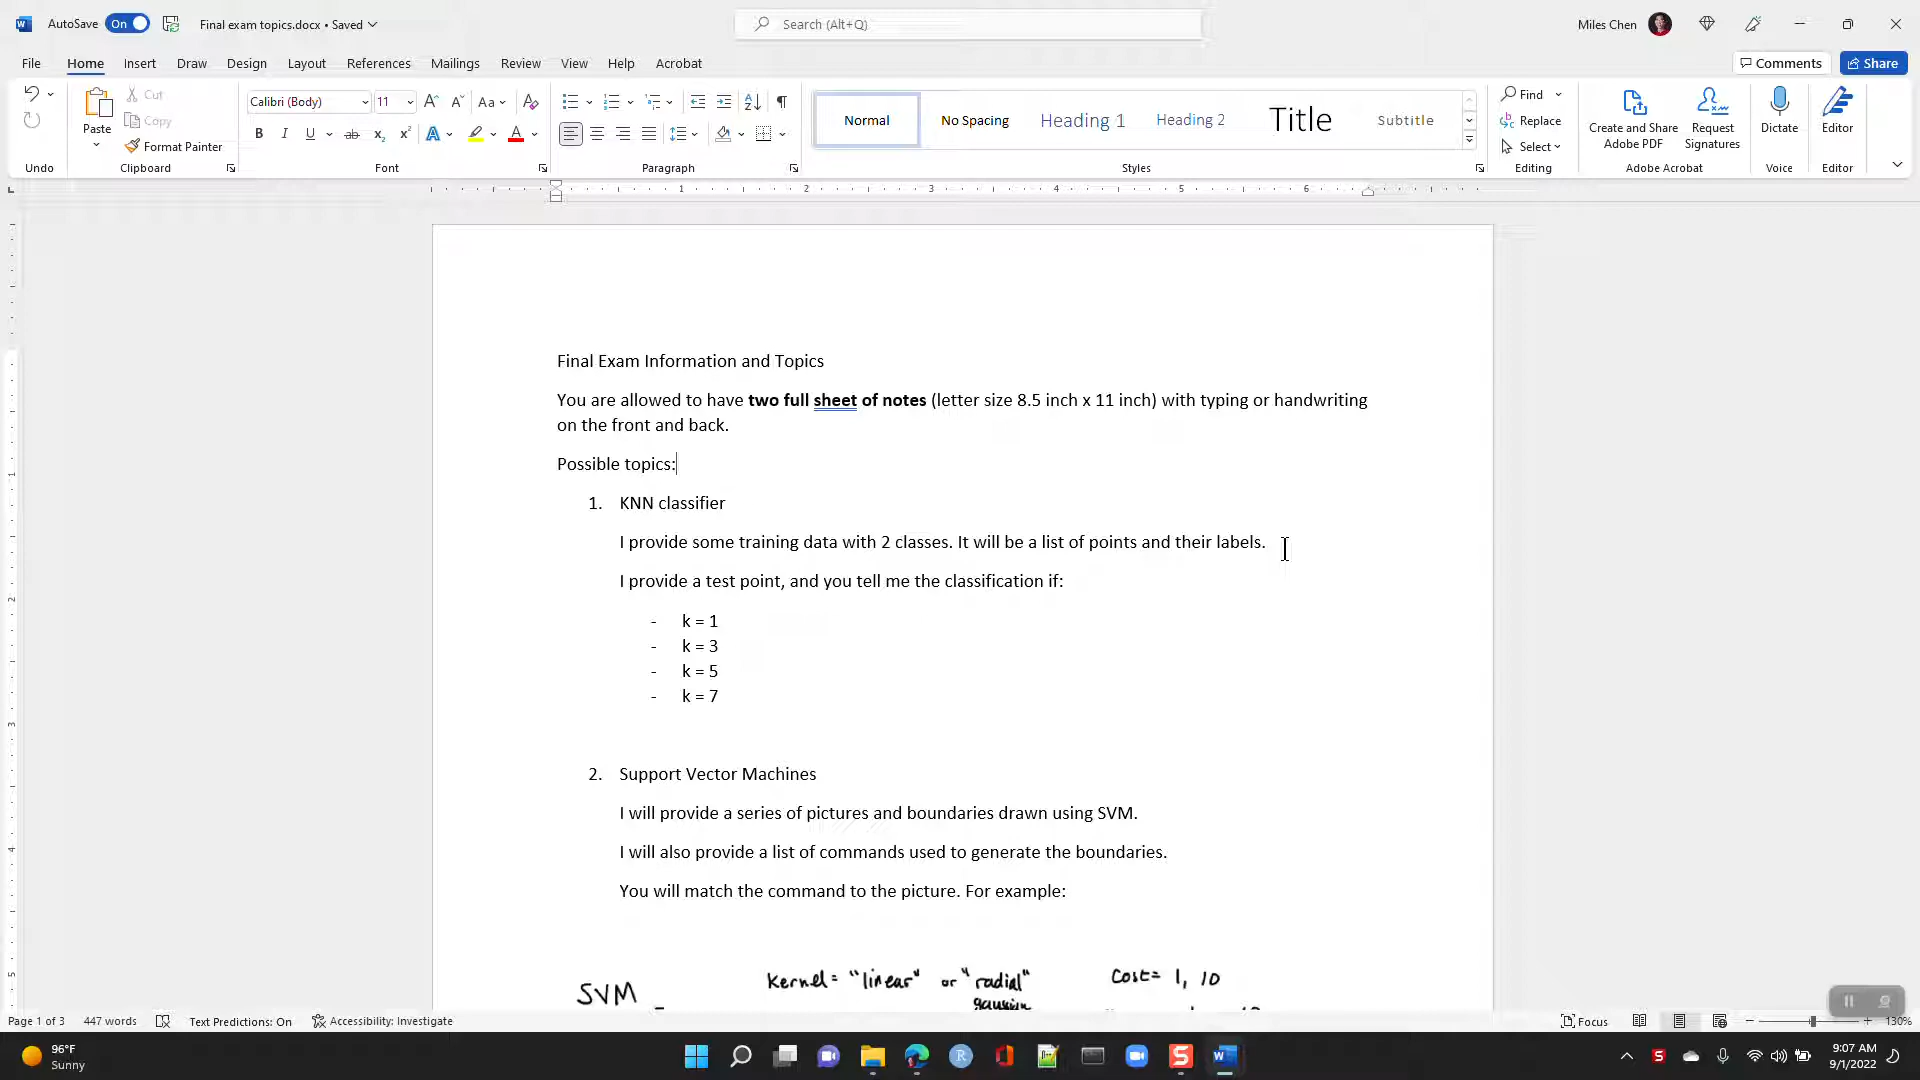 AutoSave On Final exam topics.docx • Saved Search (Alt+Q) Miles Chen
File Home Insert Draw Design Layout References Mailings Review View Help Acrobat Comments Share
Undo
Paste
Cut
Copy
Format Painter
Clipboard
Calibri (Body) 11
Font
Paragraph
Normal No Spacing Heading 1 Heading 2 Title Subtitle
Styles
Find
Replace
Select
Editing
Create and Share Adobe PDF
Request Signatures
Adobe Acrobat
Dictate
Voice
Editor
Editor
1 2 3 4 5 6
Final Exam Information and Topics
You are allowed to have two full sheet of notes (letter size 8.5 inch x 11 inch) with typing or handwriting
on the front and back.
Possible topics:
1. KNN classifier
I provide some training data with 2 classes. It will be a list of points and their labels.
I provide a test point, and you tell me the classification if:
- k = 1
- k = 3
- k = 5
- k = 7
2. Support Vector Machines
I will provide a series of pictures and boundaries drawn using SVM.
I will also provide a list of commands used to generate the boundaries.
You will match the command to the picture. For example:
SVM Kernel = "linear" or "radial" Cost = 1, 10
gaussian
Page 1 of 3 447 words Text Predictions: On Accessibility: Investigate Focus 130%
96°F
Sunny
9:07 AM
9/1/2022